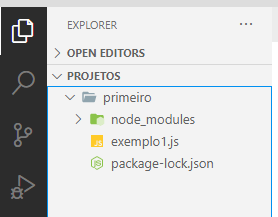 EXPLORER ...
OPEN EDITORS
PROJETOS
primeiro
node_modules
exemplo1.js
package-lock.json